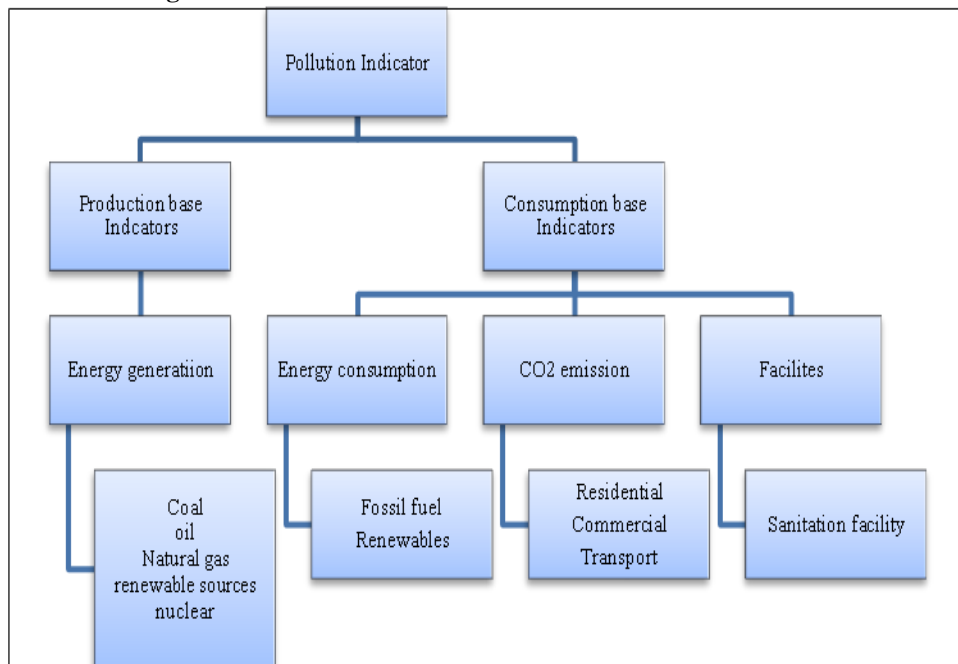 Pollution Indicator
Production base
Indcators
Consumption base
Indicators
Energy generatiion
Energy consumption
CO2 emission
Facilites
Coal
oil
Natural gas
renewable sources
nuclear
Fossil fuel
Renewables
Residential
Commercial
Transport
Sanitation facility